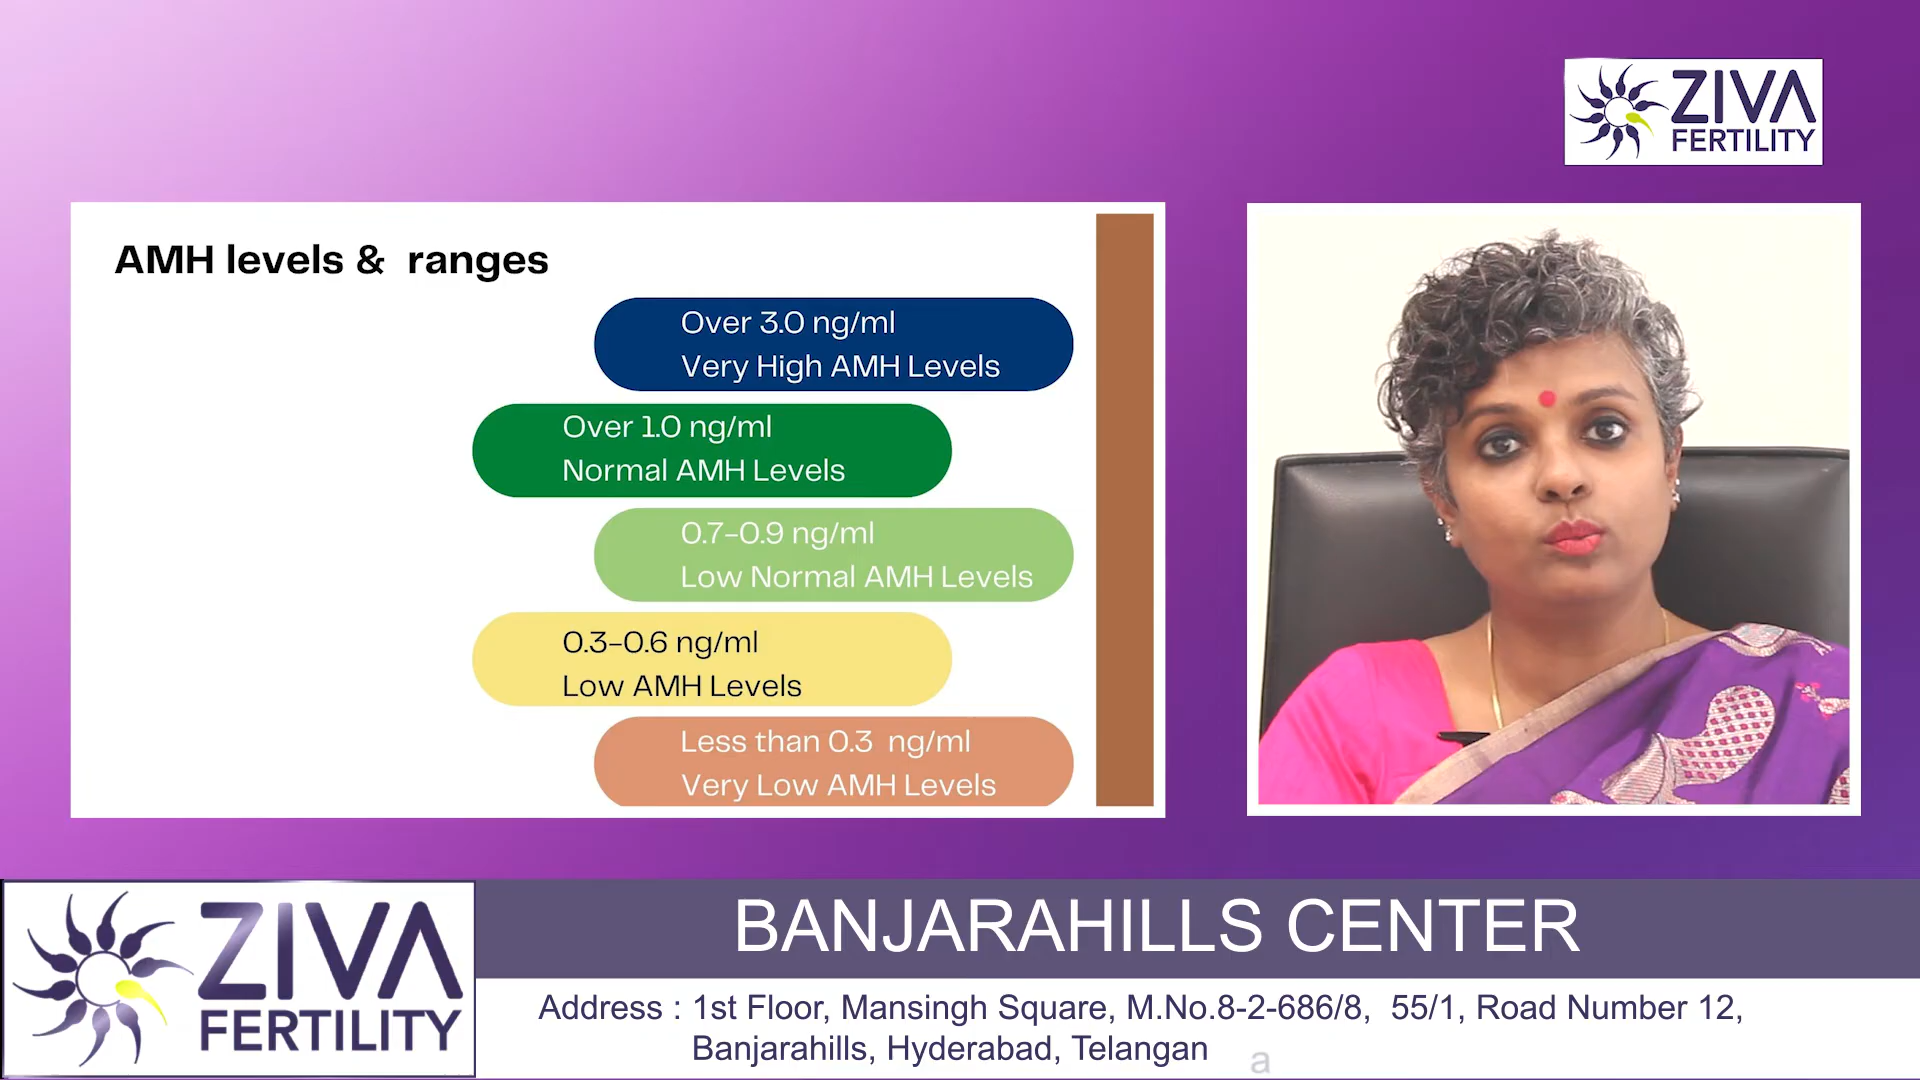 ZIVA
FERTILITY
AMH levels & ranges
Over 3.0 ng/ml
Very High AMH Levels
Over 1.0 ng/ml
Normal AMH Levels
0.7-0.9 ng/ml
Low Normal AMH Levels
0.3-0.6 ng/ml
Low AMH Levels
Less than 0.3 ng/ml
Very Low AMH Levels
ZIVA
FERTILITY
BANJARAHILLS CENTER
Address : 1st Floor, Mansingh Square, M.No.8-2-686/8, 55/1, Road Number 12,
Banjarahills, Hyderabad, Telangan a